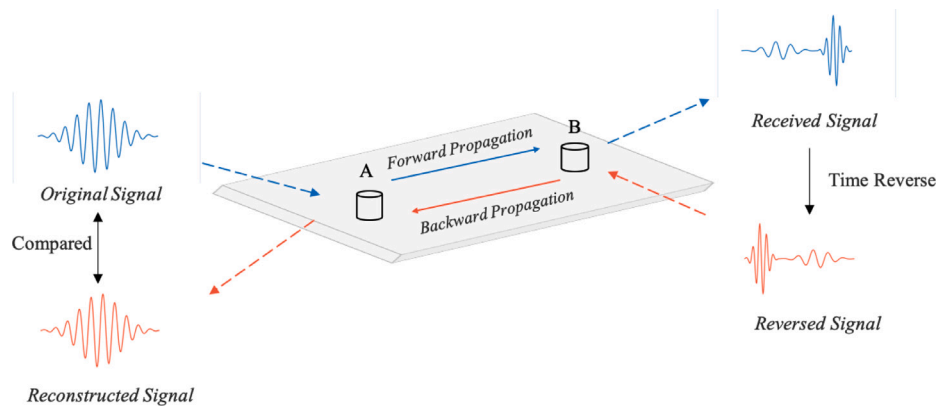 B
Received Signal
A
Forward Propagation
Time Reverse
Original Signal
Backward Propagation
Compared
Reversed Signal
Reconstructed Signal